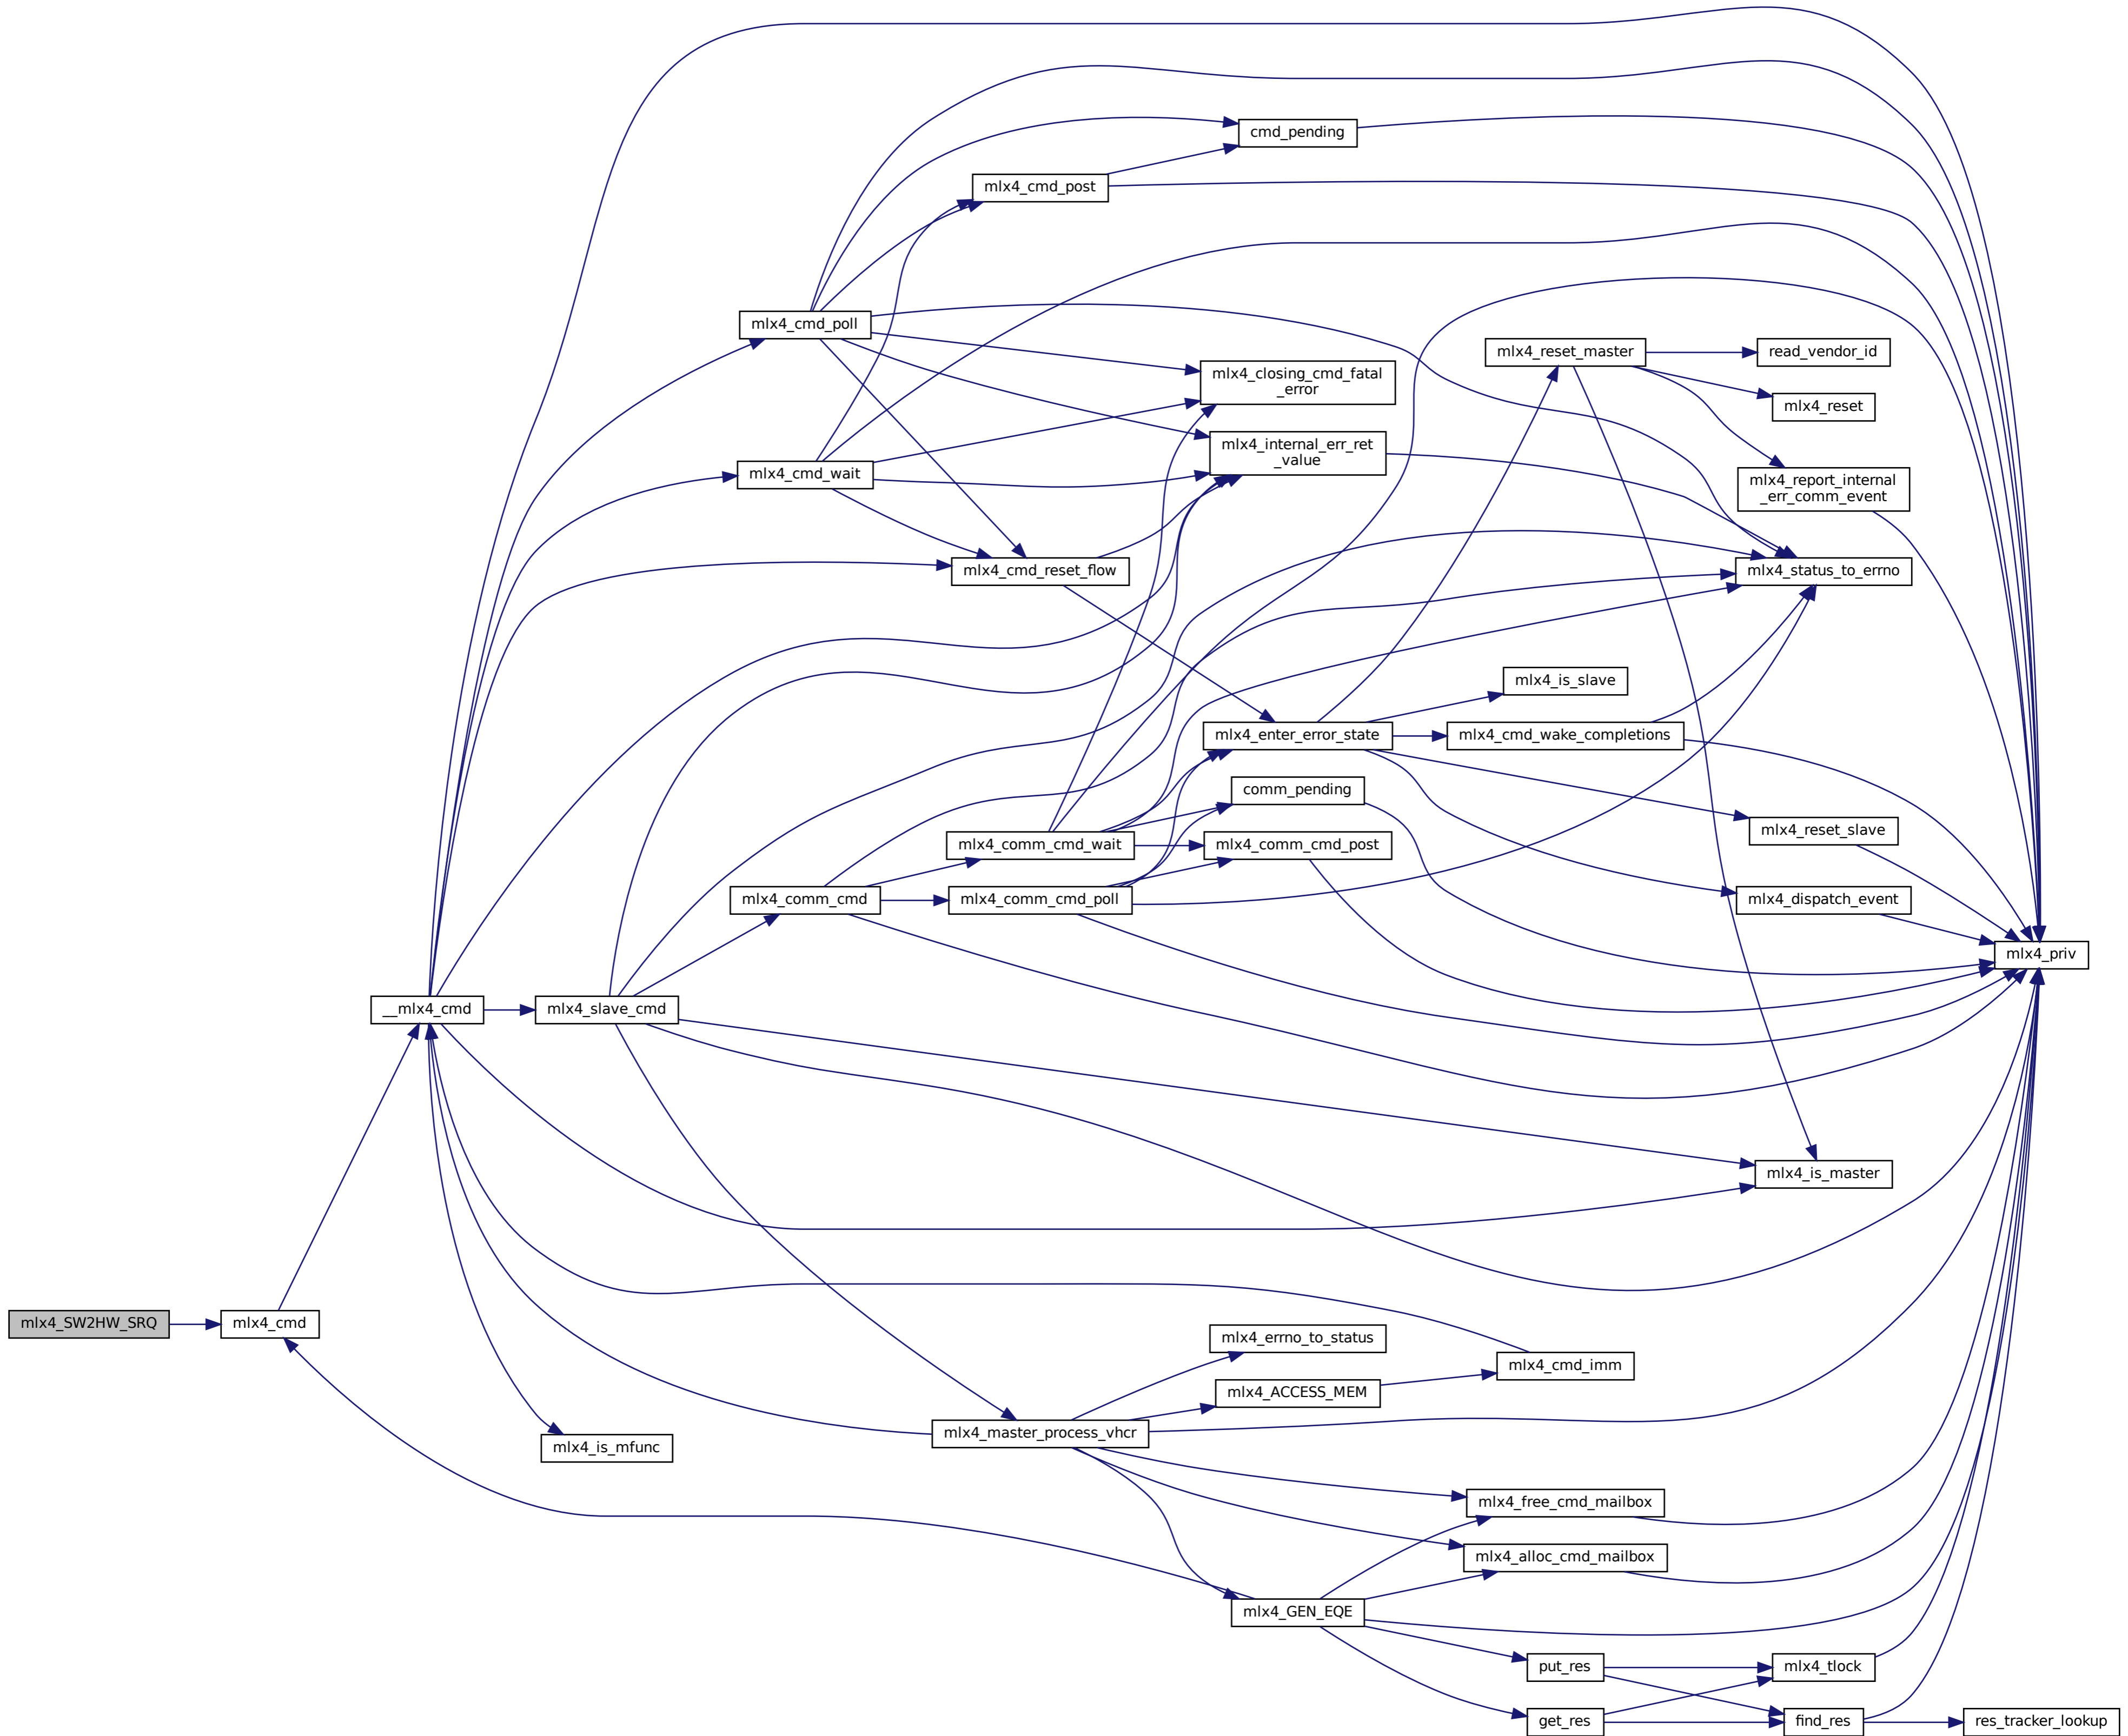 cmd_pending
mlx4_cmd_post
mlx4_cmd_poll
mlx4_reset_master
read_vendor_id
mlx4_closing_cmd_fatal
_error
mlx4_reset
mlx4_internal_err_ret
_value
mlx4_cmd_wait
mlx4_report_internal
_err_comm_event
mlx4_cmd_reset_flow
mlx4_status_to_errno
mlx4_is_slave
mlx4_enter_error_state
mlx4_cmd_wake_completions
comm_pending
mlx4_reset_slave
mlx4_comm_cmd_wait
mlx4_comm_cmd_post
mlx4_comm_cmd
mlx4_comm_cmd_poll
mlx4_dispatch_event
mlx4_priv
__mlx4_cmd
mlx4_slave_cmd
mlx4_is_master
mlx4_SW2HW_SRQ
mlx4_cmd
mlx4_errno_to_status
mlx4_cmd_imm
mlx4_ACCESS_MEM
mlx4_master_process_vhcr
mlx4_is_mfunc
mlx4_free_cmd_mailbox
mlx4_alloc_cmd_mailbox
mlx4_GEN_EQE
put_res
mlx4_tlock
get_res
find_res
res_tracker_lookup